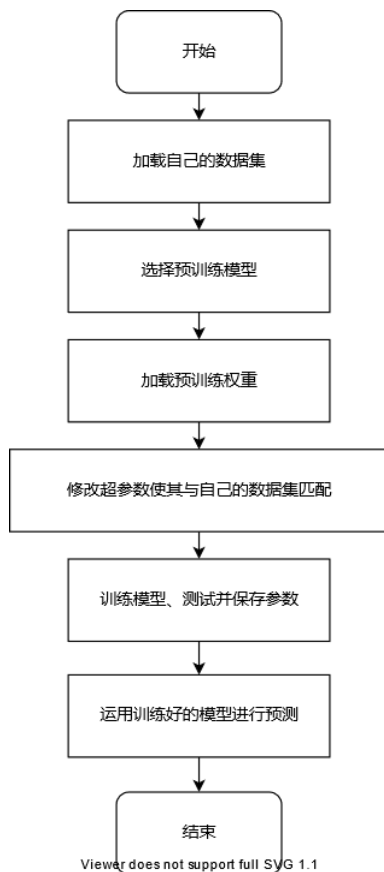 开始
加载自己的数据集
选择预训练模型
加载预训练权重
修改超参数使其与自己的数据集匹配
训练模型、测试并保存参数
运用训练好的模型进行预测
结束
Viewer does not support full SVG 1.1